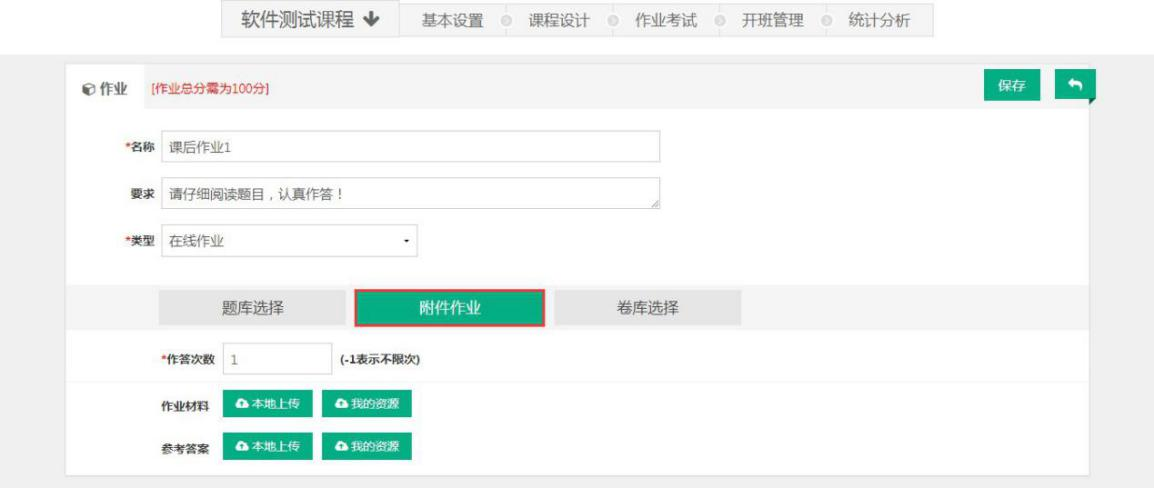 软件测试课程 基本设置 课程设计 作业考试 开班管理 统计分析
作业 [作业总分需为100分] 保存
*名称 课后作业1
要求 请仔细阅读题目，认真作答！
*类型 在线作业
题库选择 附件作业 卷库选择
*作答次数 1 (-1表示不限次)
作业材料 本地上传 我的资源
参考答案 本地上传 我的资源